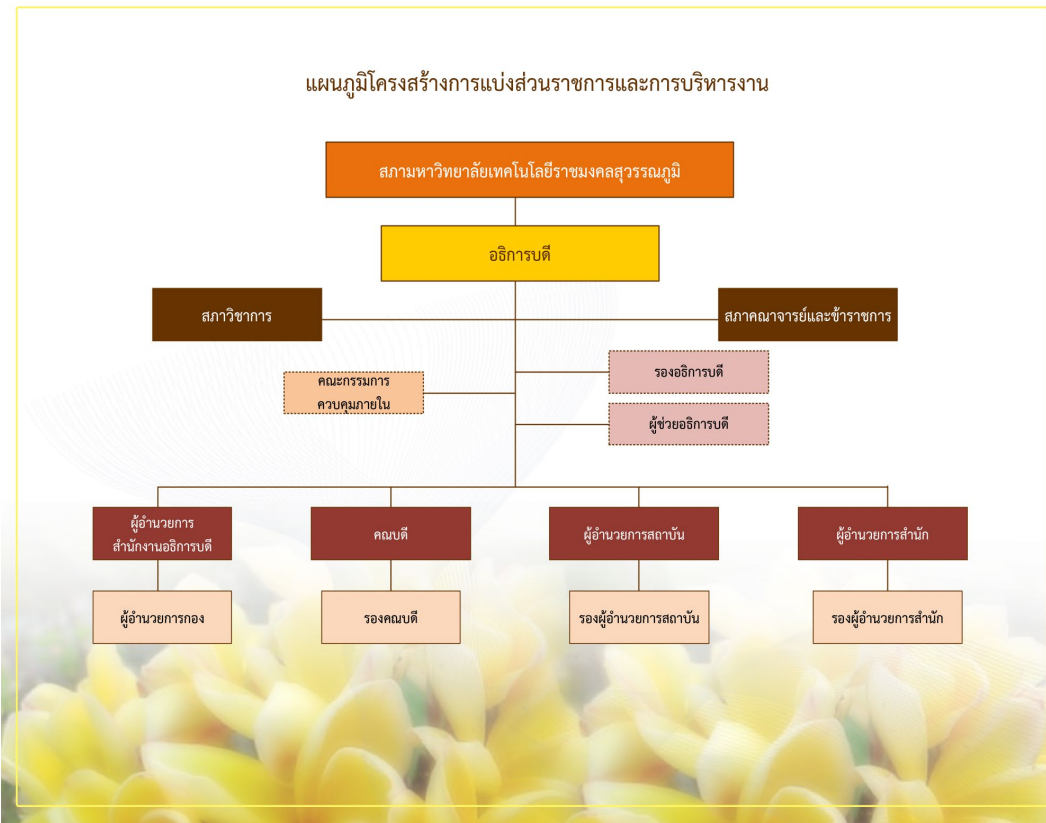 แผนภูมิโครงสร้างการแบ่งส่วนราชการและการบริหารงาน
สภามหาวิทยาลัยเทคโนโลยีราชมงคลสุวรรณภูมิ
อธิการบดี
สภาวิชาการ
สภาคณาจารย์และข้าราชการ
รองอธิการบดี
คณะกรรมการ
ควบคุมภายใน
ผู้ช่วยอธิการบดี
ผู้อำนวยการ
สำนักงานอธิการบดี
คณบดี
ผู้อำนวยการสถาบัน
ผู้อำนวยการสำนัก
ผู้อำนวยการกอง
รองคณบดี
รองผู้อำนวยการสถาบัน
รองผู้อำนวยการสำนัก